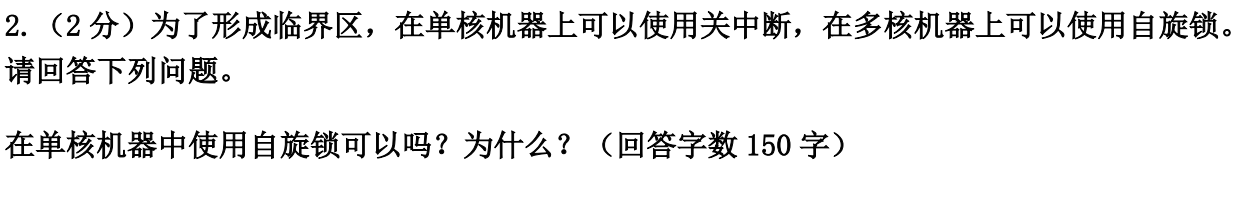 2.（2 分）为了形成临界区，在单核机器上可以使用关中断，在多核机器上可以使用自旋锁。
请回答下列问题。
在单核机器中使用自旋锁可以吗？为什么？（回答字数 150 字）